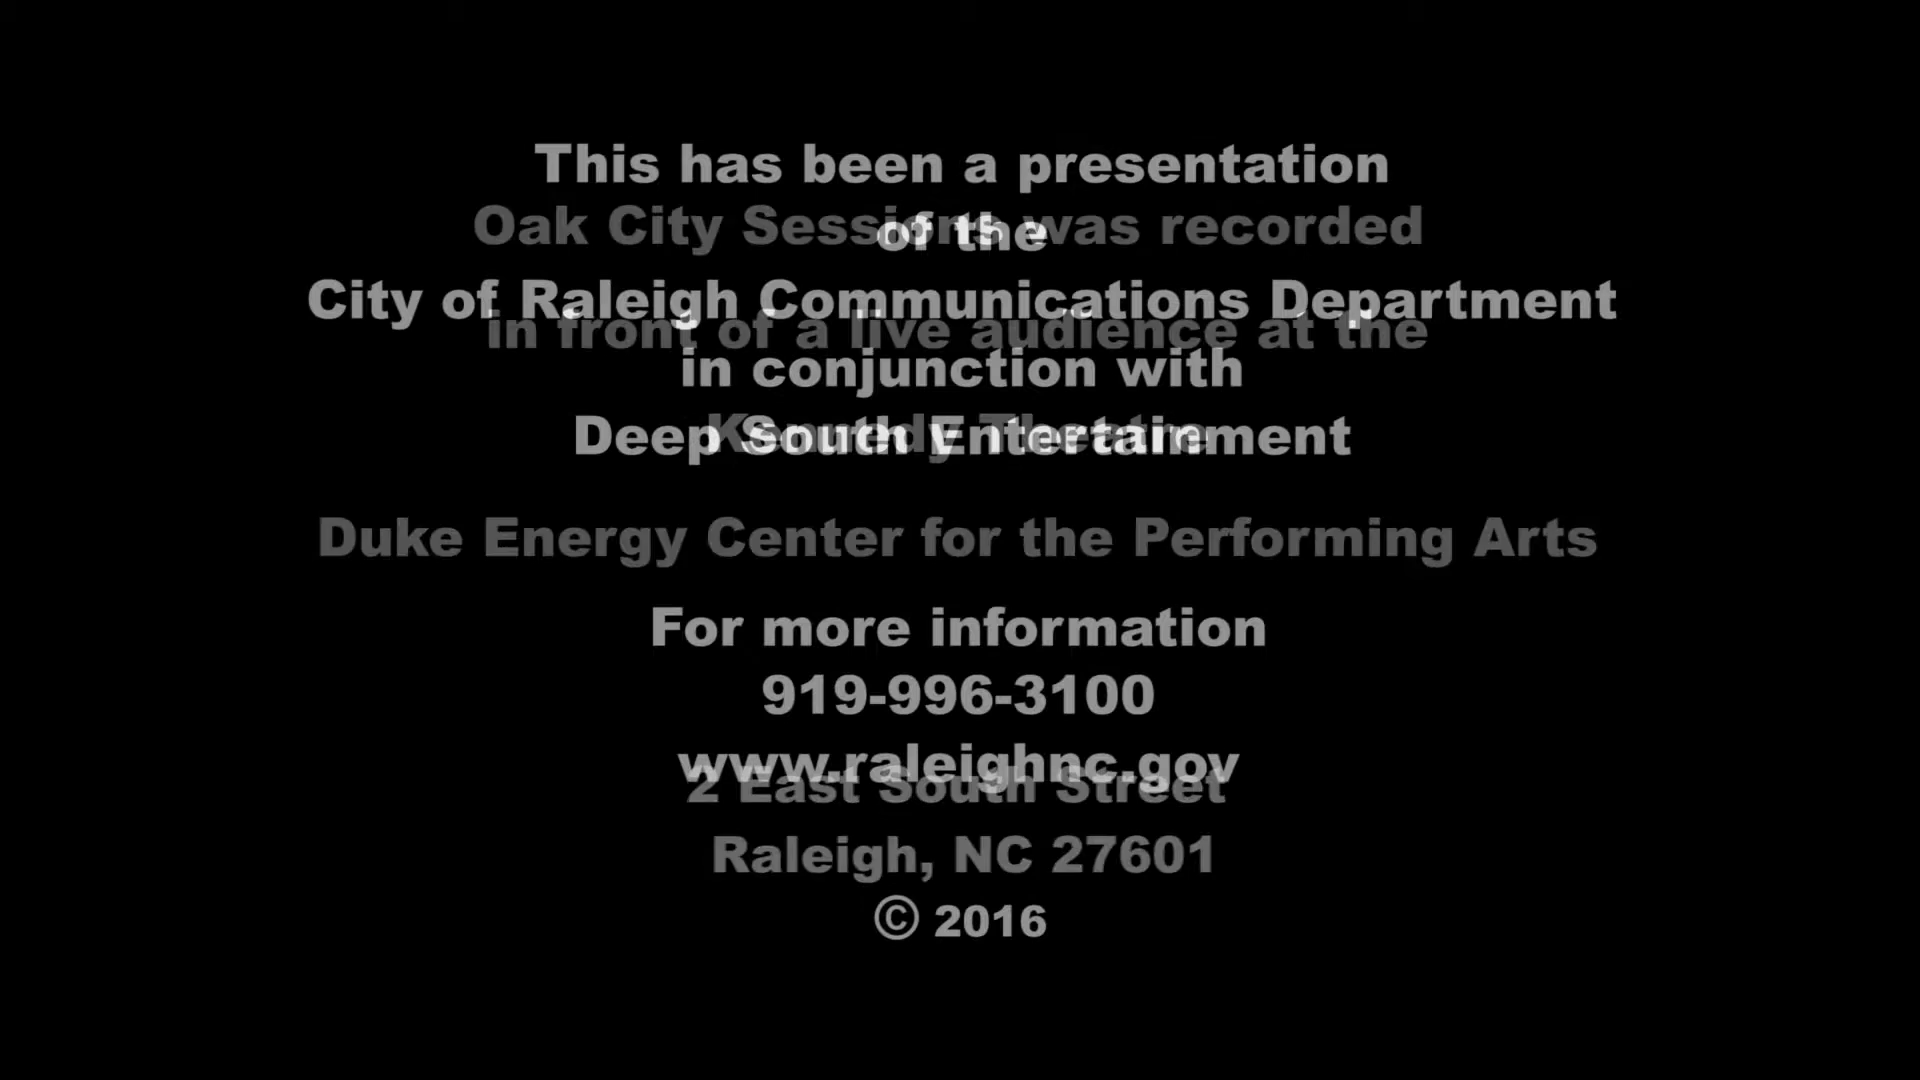 This has been a presentation
Oak City Sessions was recorded
of the
City of Raleigh Communications Department
in front of a live audience at the
in conjunction with
Deep South Entertainment
Kennedy Theatre
Duke Energy Center for the Performing Arts
For more information
919-996-3100
www.raleighnc.gov
2 East South Street
Raleigh, NC 27601
© 2016